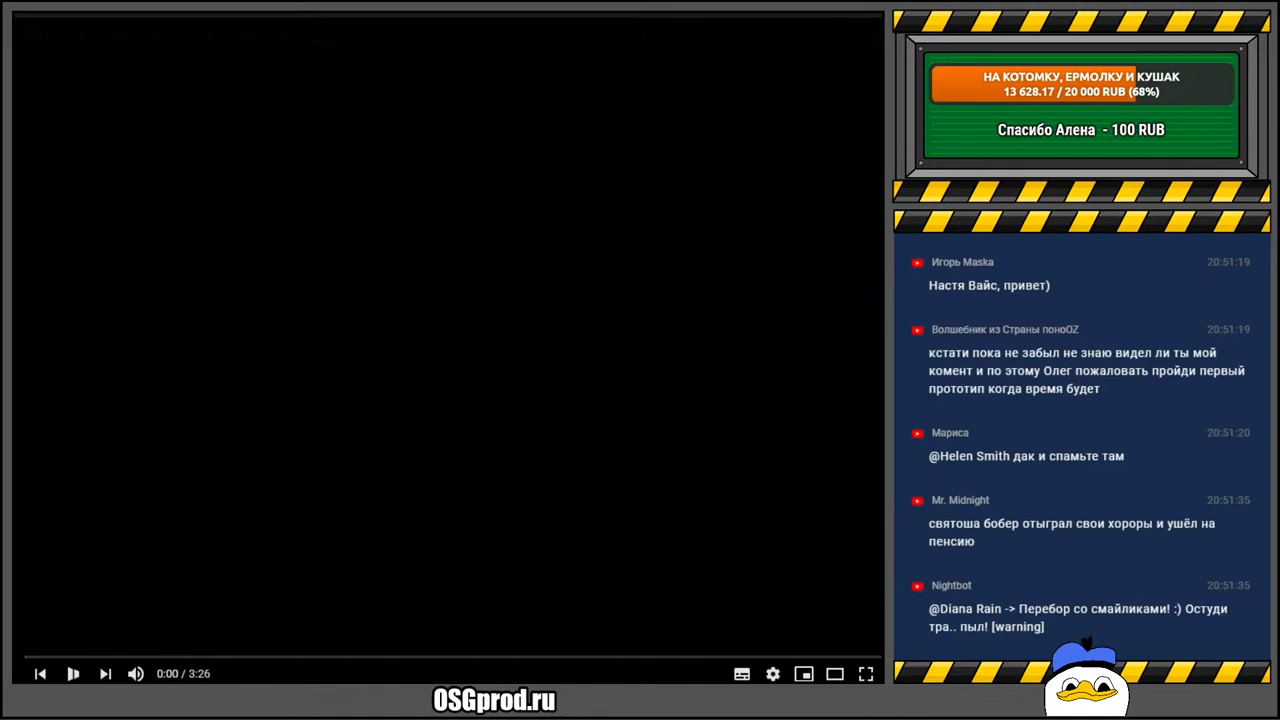 НА КОТОМКУ, ЕРМОЛКУ И КУШАК
13 628.17 / 20 000 RUB (68%)
Спасибо Алена - 100 RUB
Игорь Maska 20:51:19
Настя Вайс, привет)
Волшебник из Страны поноOZ 20:51:19
кстати пока не забыл не знаю видел ли ты мой
комент и по этому Олег пожаловать пройди первый
прототип когда время будет
Мариса 20:51:20
@Helen Smith дак и спамьте там
Mr. Midnight 20:51:35
святоша бобер отыграл свои хороры и ушёл на
пенсию
Nightbot 20:51:35
@Diana Rain -> Перебор со смайликами! :) Остуди
тра.. пыл! [warning]
0:00 / 3:26
OSGprod.ru